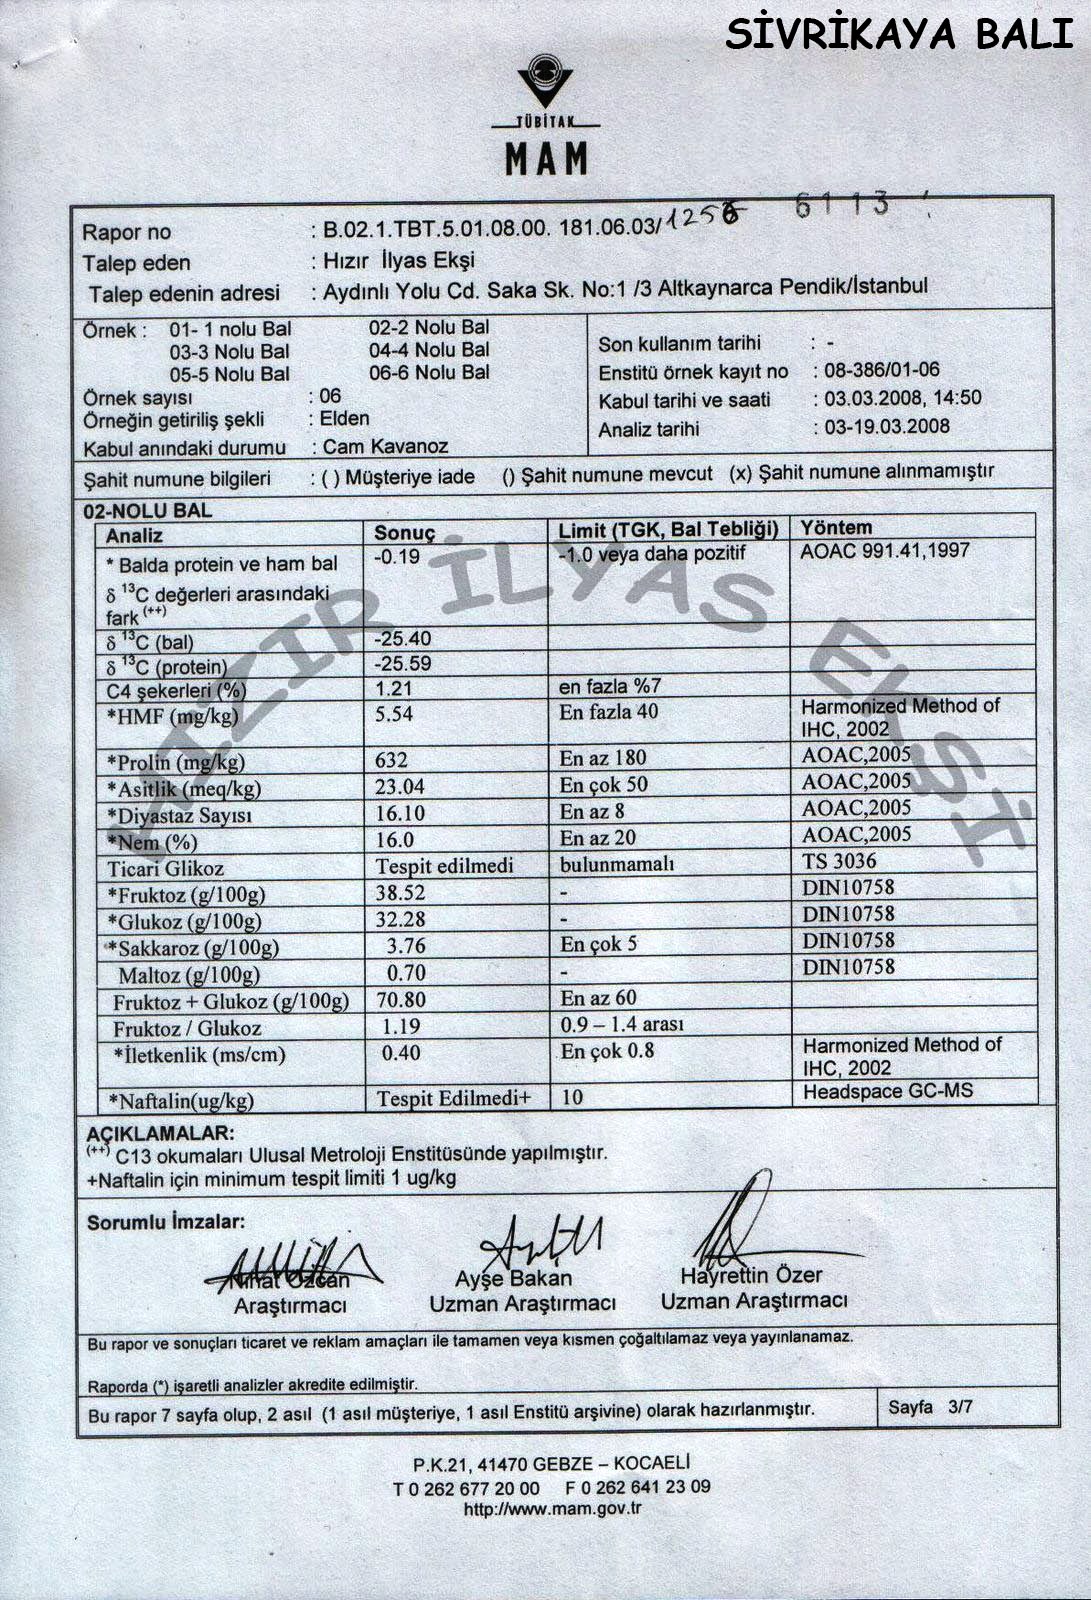 SİVRİKAYA BALI
TÜBİTAK
MAM
6113
Rapor no : B.02.1.TBT.5.01.08.00. 181.06.03/
Talep eden : Hızır İlyas Ekşi
Talep edenin adresi : Aydınlı Yolu Cd. Saka Sk. No:1 /3 Altkaynarca Pendik/İstanbul
Örnek : 01- 1 nolu Bal 02-2 Nolu Bal
03-3 Nolu Bal 04-4 Nolu Bal
05-5 Nolu Bal 06-6 Nolu Bal
Örnek sayısı : 06
Örneğin getiriliş şekli : Elden
Kabul anındaki durumu : Cam Kavanoz
Son kullanım tarihi : -
Enstitü örnek kayıt no : 08-386/01-06
Kabul tarihi ve saati : 03.03.2008, 14:50
Analiz tarihi : 03-19.03.2008
Şahit numune bilgileri : ( ) Müşteriye iade () Şahit numune mevcut (x) Şahit numune alınmamıştır
02-NOLU BAL
Analiz Sonuç Limit (TGK, Bal Tebliği) Yöntem
* Balda protein ve ham bal -0.19 -1.0 veya daha pozitif AOAC 991.41,1997
δ ¹³C değerleri arasındaki
fark (++)
δ ¹³C (bal) -25.40
δ ¹³C (protein) -25.59
C4 şekerleri (%) 1.21 en fazla %7
*HMF (mg/kg) 5.54 En fazla 40 Harmonized Method of
IHC, 2002
*Prolin (mg/kg) 632 En az 180 AOAC,2005
*Asitlik (meq/kg) 23.04 En çok 50 AOAC,2005
*Diyastaz Sayısı 16.10 En az 8 AOAC,2005
*Nem (%) 16.0 En az 20 AOAC,2005
Ticari Glikoz Tespit edilmedi bulunmamalı TS 3036
*Fruktoz (g/100g) 38.52 - DIN10758
*Glukoz (g/100g) 32.28 - DIN10758
*Sakkaroz (g/100g) 3.76 En çok 5 DIN10758
Maltoz (g/100g) 0.70 - DIN10758
Fruktoz + Glukoz (g/100g) 70.80 En az 60
Fruktoz / Glukoz 1.19 0.9 – 1.4 arası
*İletkenlik (ms/cm) 0.40 En çok 0.8 Harmonized Method of
IHC, 2002
*Naftalin(ug/kg) Tespit Edilmedi+ 10 Headspace GC-MS
HIZIR İLYAS EKŞİ
AÇIKLAMALAR:
(++) C13 okumaları Ulusal Metroloji Enstitüsünde yapılmıştır.
+Naftalin için minimum tespit limiti 1 ug/kg
Sorumlu İmzalar:
Özcan Ayşe Bakan Hayrettin Özer
Araştırmacı Uzman Araştırmacı Uzman Araştırmacı
Bu rapor ve sonuçları ticaret ve reklam amaçları ile tamamen veya kısmen çoğaltılamaz veya yayınlanamaz.
Raporda (*) işaretli analizler akredite edilmiştir.
Bu rapor 7 sayfa olup, 2 asıl (1 asıl müşteriye, 1 asıl Enstitü arşivine) olarak hazırlanmıştır. Sayfa 3/7
P.K.21, 41470 GEBZE – KOCAELİ
T 0 262 677 20 00 F 0 262 641 23 09
http://www.mam.gov.tr